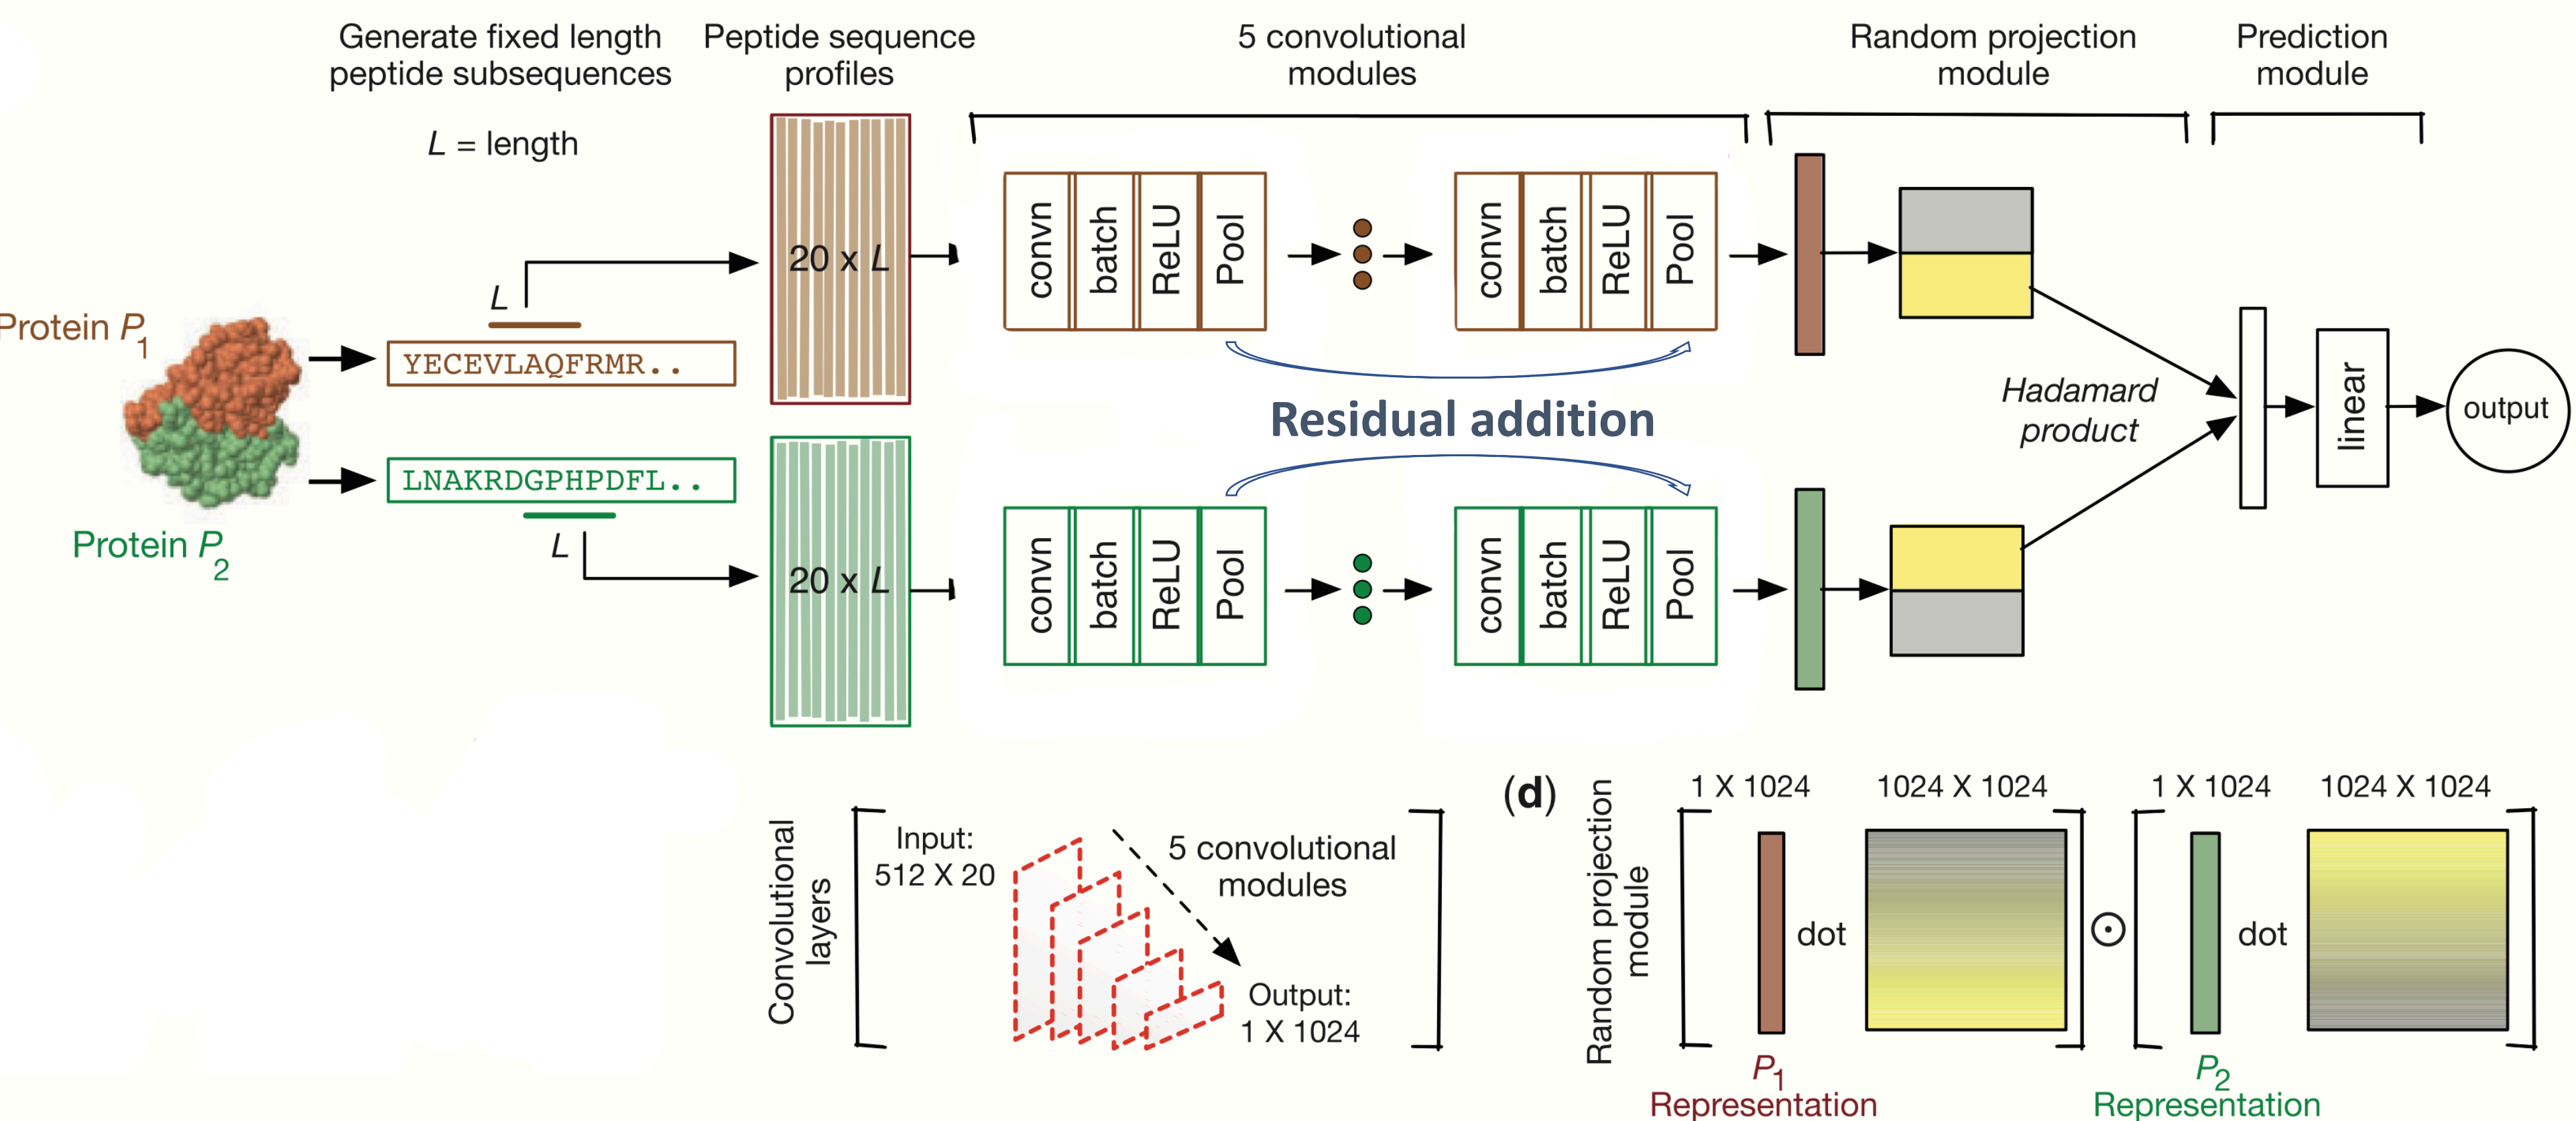 Generate fixed length
peptide subsequences
L = length
Peptide sequence
profiles
5 convolutional
modules
Random projection
module
Prediction
module
Protein P1
L
YECEVLAQFRMR..
20 x L
convn
batch
ReLU
Pool
convn
batch
ReLU
Pool
Residual addition
Hadamard
product
linear
output
Protein P2
LNAKRDGPHPDFL..
L
20 x L
convn
batch
ReLU
Pool
convn
batch
ReLU
Pool
Convolutional
layers
Input:
512 X 20
5 convolutional
modules
Output:
1 X 1024
(d)
Random projection
module
1 X 1024
1024 X 1024
1 X 1024
1024 X 1024
dot
⊙
dot
P1
Representation
P2
Representation